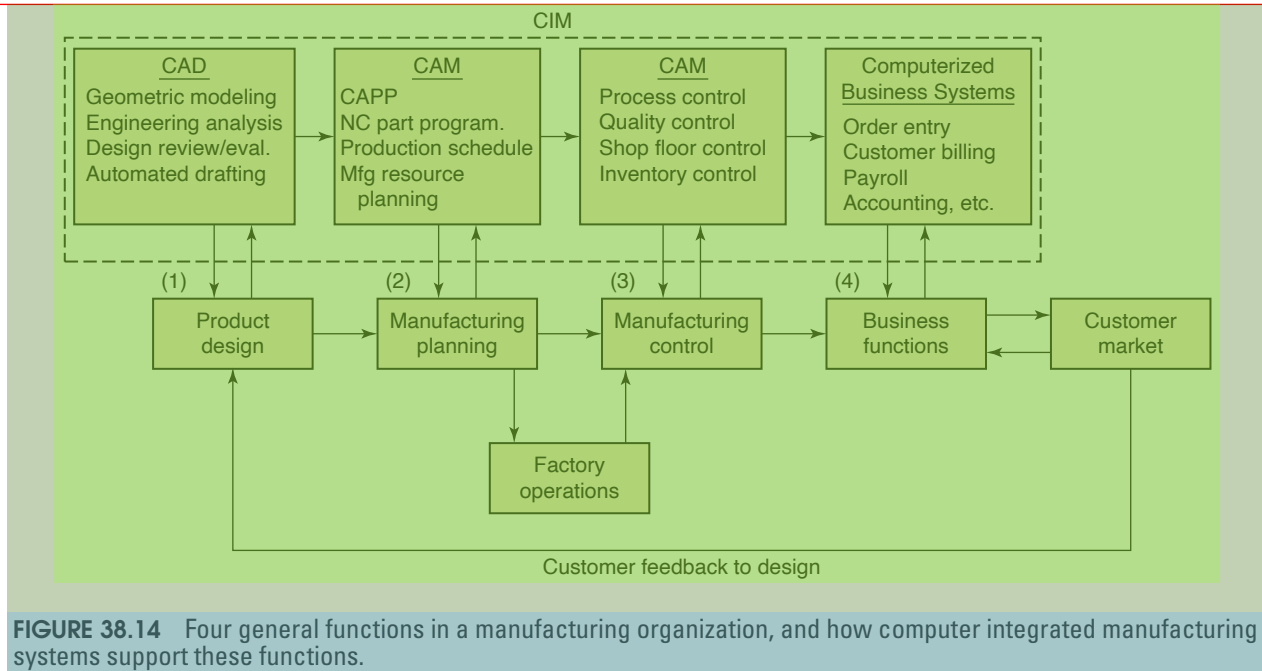 CIM
CAD
Geometric modeling
Engineering analysis
Design review/eval.
Automated drafting
CAM
CAPP
NC part program.
Production schedule
Mfg resource
planning
CAM
Process control
Quality control
Shop floor control
Inventory control
Computerized
Business Systems
Order entry
Customer billing
Payroll
Accounting, etc.
(1)
Product
design
(2)
Manufacturing
planning
(3)
Manufacturing
control
(4)
Business
functions
Customer
market
Factory
operations
Customer feedback to design
FIGURE 38.14 Four general functions in a manufacturing organization, and how computer integrated manufacturing
systems support these functions.